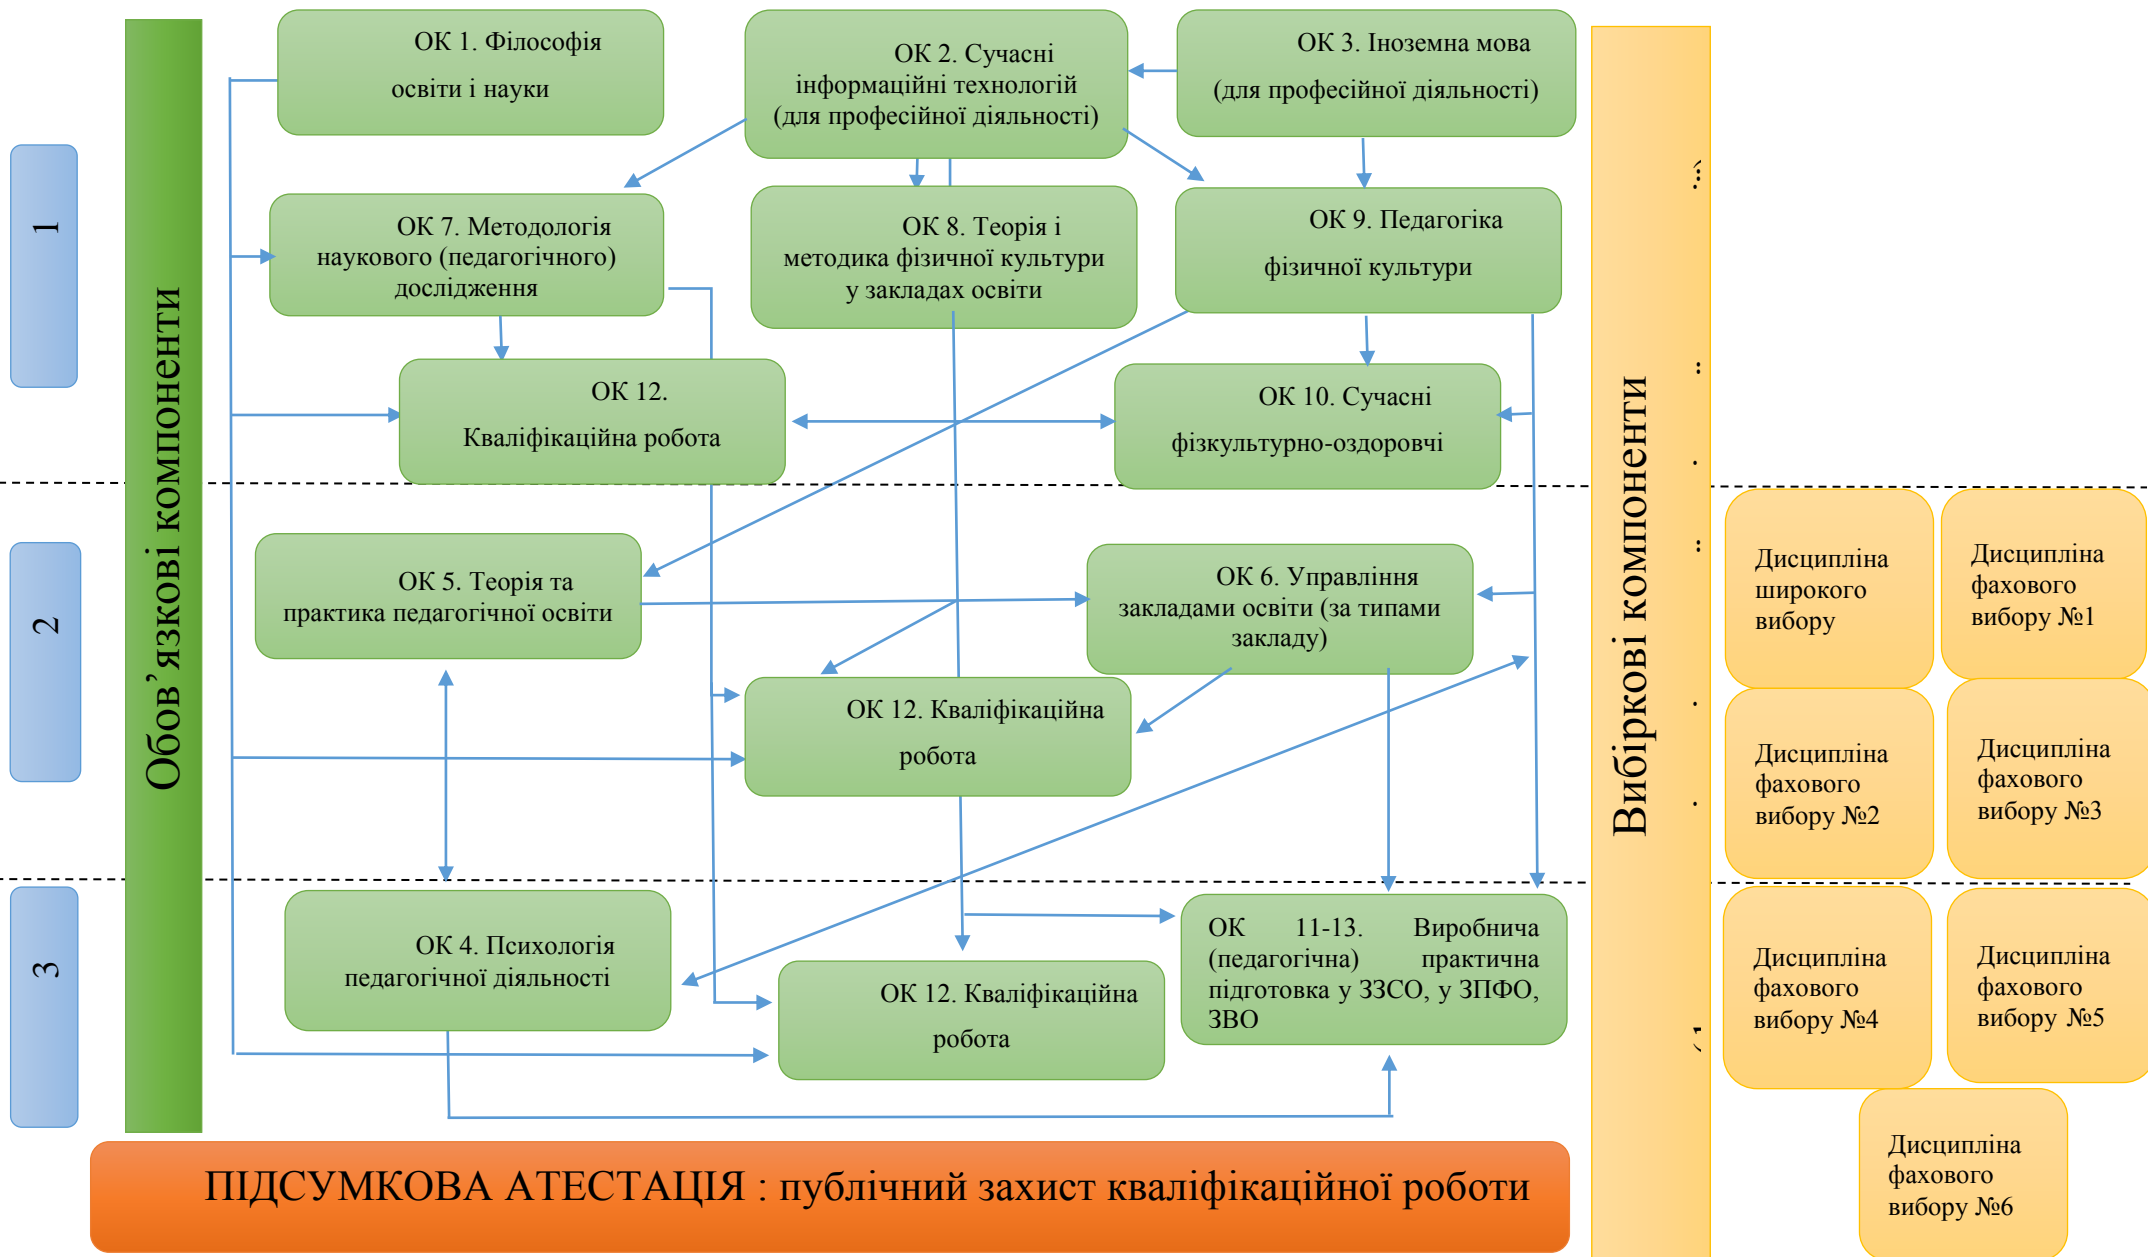 ОК 1. Філософія
освіти і науки
ОК 2. Сучасні
інформаційні технологій
(для професійної діяльності)
ОК 3. Іноземна мова
(для професійної діяльності)
1
Обов’язкові компоненти
ОК 7. Методологія
наукового (педагогічного)
дослідження
ОК 8. Теорія і
методика фізичної культури
у закладах освіти
ОК 9. Педагогіка
фізичної культури
ОК 12.
Кваліфікаційна робота
ОК 10. Сучасні
фізкультурно-оздоровчі
Вибіркові компоненти
2
ОК 5. Теорія та
практика педагогічної освіти
ОК 6. Управління
закладами освіти (за типами
закладу)
ОК 12. Кваліфікаційна
робота
Дисципліна
широкого
вибору
Дисципліна
фахового
вибору №1
Дисципліна
фахового
вибору №2
Дисципліна
фахового
вибору №3
3
ОК 4. Психологія
педагогічної діяльності
ОК 12. Кваліфікаційна
робота
ОК 11-13. Виробнича
(педагогічна) практична
підготовка у ЗЗСО, у ЗПФО,
ЗВО
Дисципліна
фахового
вибору №4
Дисципліна
фахового
вибору №5
Дисципліна
фахового
вибору №6
ПІДСУМКОВА АТЕСТАЦІЯ : публічний захист кваліфікаційної роботи